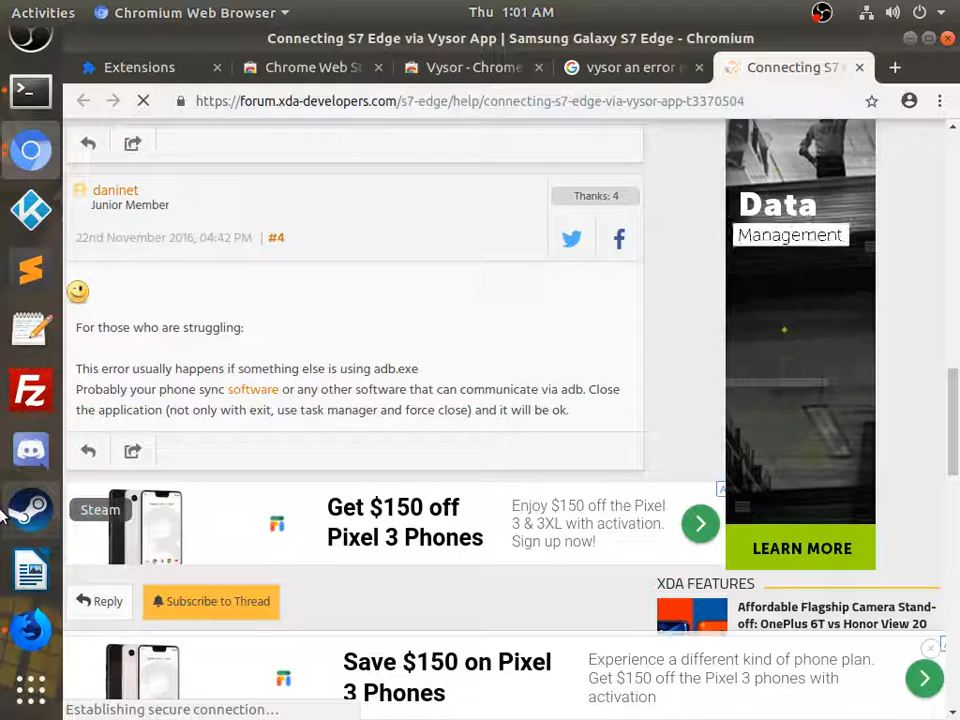 Activities
Chromium Web Browser
Thu 1:01 AM
Connecting S7 Edge via Vysor App | Samsung Galaxy S7 Edge - Chromium
Extensions
Chrome Web St
Vysor - Chrome
vysor an error
Connecting S7
https://forum.xda-developers.com/s7-edge/help/connecting-s7-edge-via-vysor-app-t3370504
daninet
Junior Member
Thanks: 4
22nd November 2016, 04:42 PM | #4
For those who are struggling:
This error usually happens if something else is using adb.exe
Probably your phone sync software or any other software that can communicate via adb. Close
the application (not only with exit, use task manager and force close) and it will be ok.
Data
Management
LEARN MORE
Steam
Get $150 off
Pixel 3 Phones
Enjoy $150 off the Pixel
3 & 3XL with activation.
Sign up now!
Reply
Subscribe to Thread
XDA FEATURES
Affordable Flagship Camera Stand-
off: OnePlus 6T vs Honor View 20
Save $150 on Pixel
3 Phones
Experience a different kind of phone plan.
Get $150 off the Pixel 3 phones with
activation
Establishing secure connection...